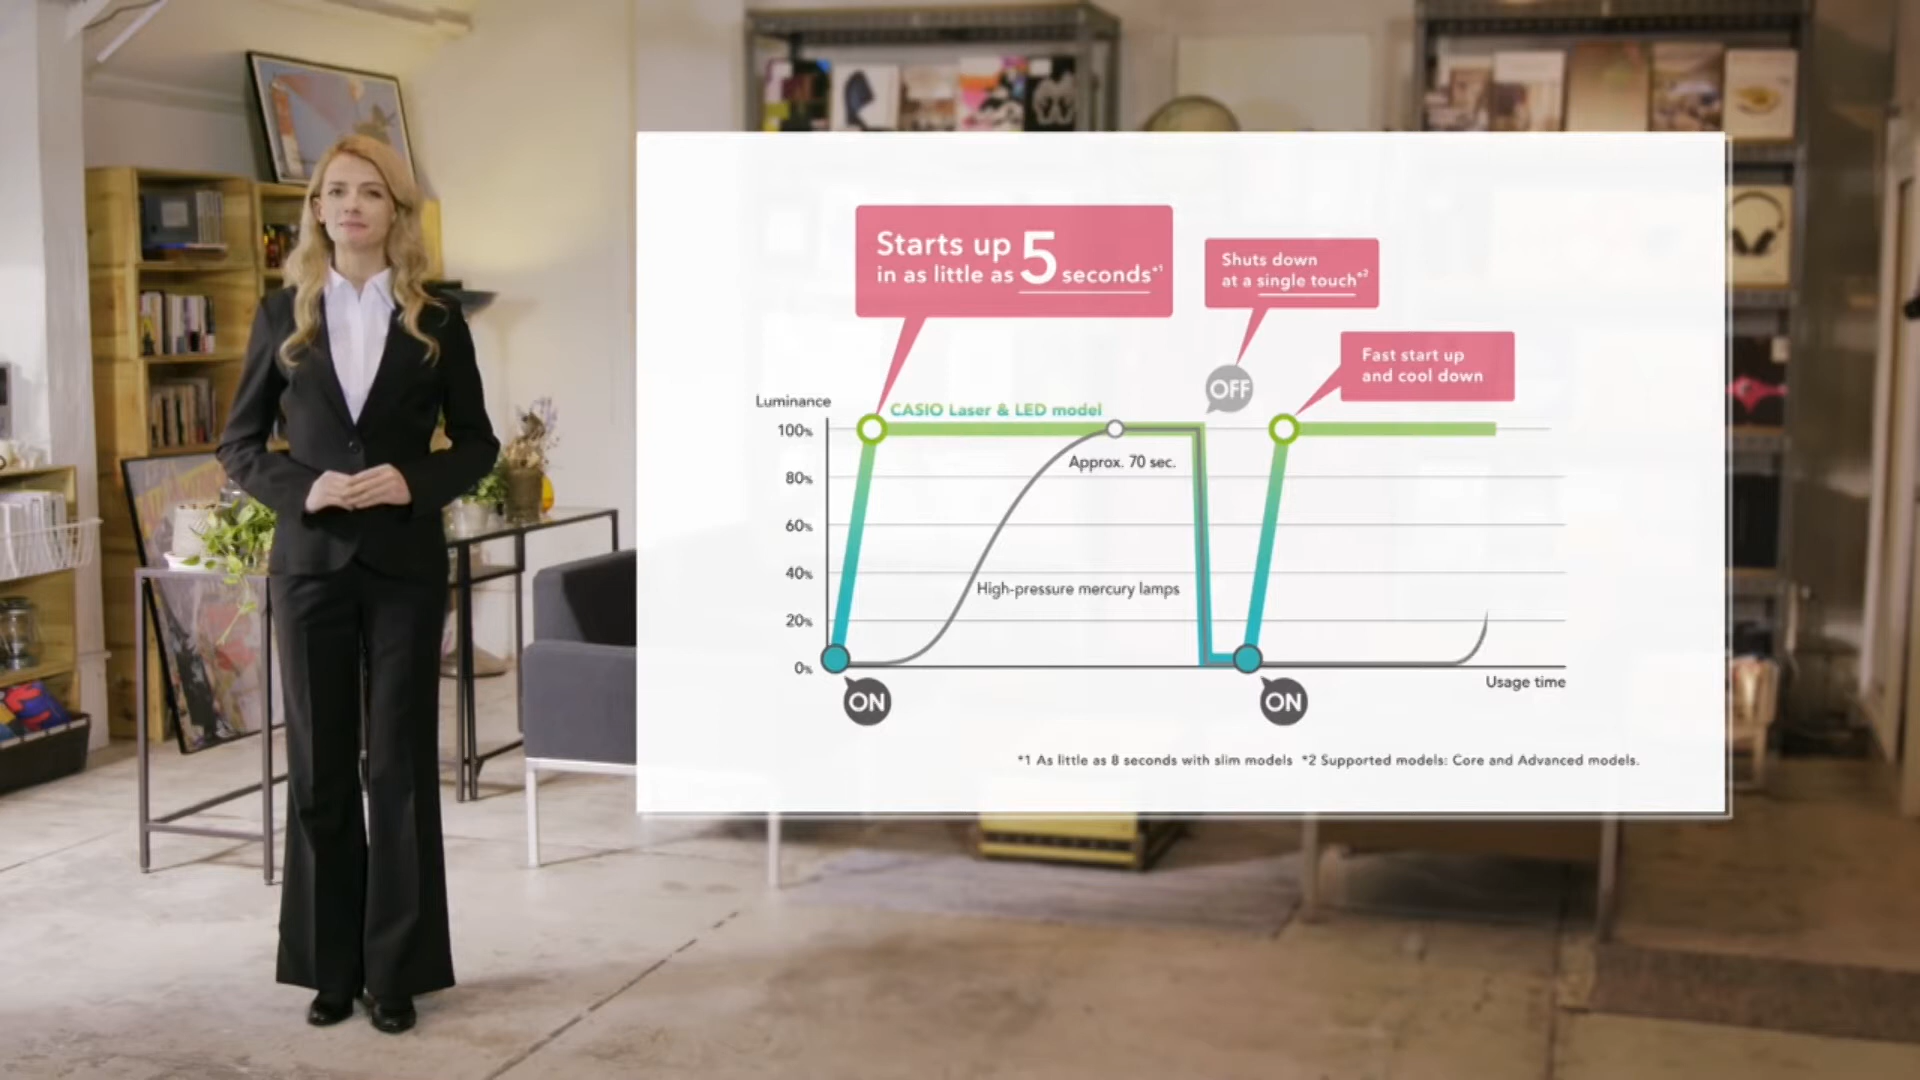 Starts up
in as little as 5 seconds*1
Shuts down
at a single touch*2
Fast start up
and cool down
OFF
Luminance
CASIO Laser & LED model
100%
Approx. 70 sec.
80%
60%
40%
High-pressure mercury lamps
20%
0%
Usage time
ON
ON
*1 As little as 8 seconds with slim models *2 Supported models: Core and Advanced models.